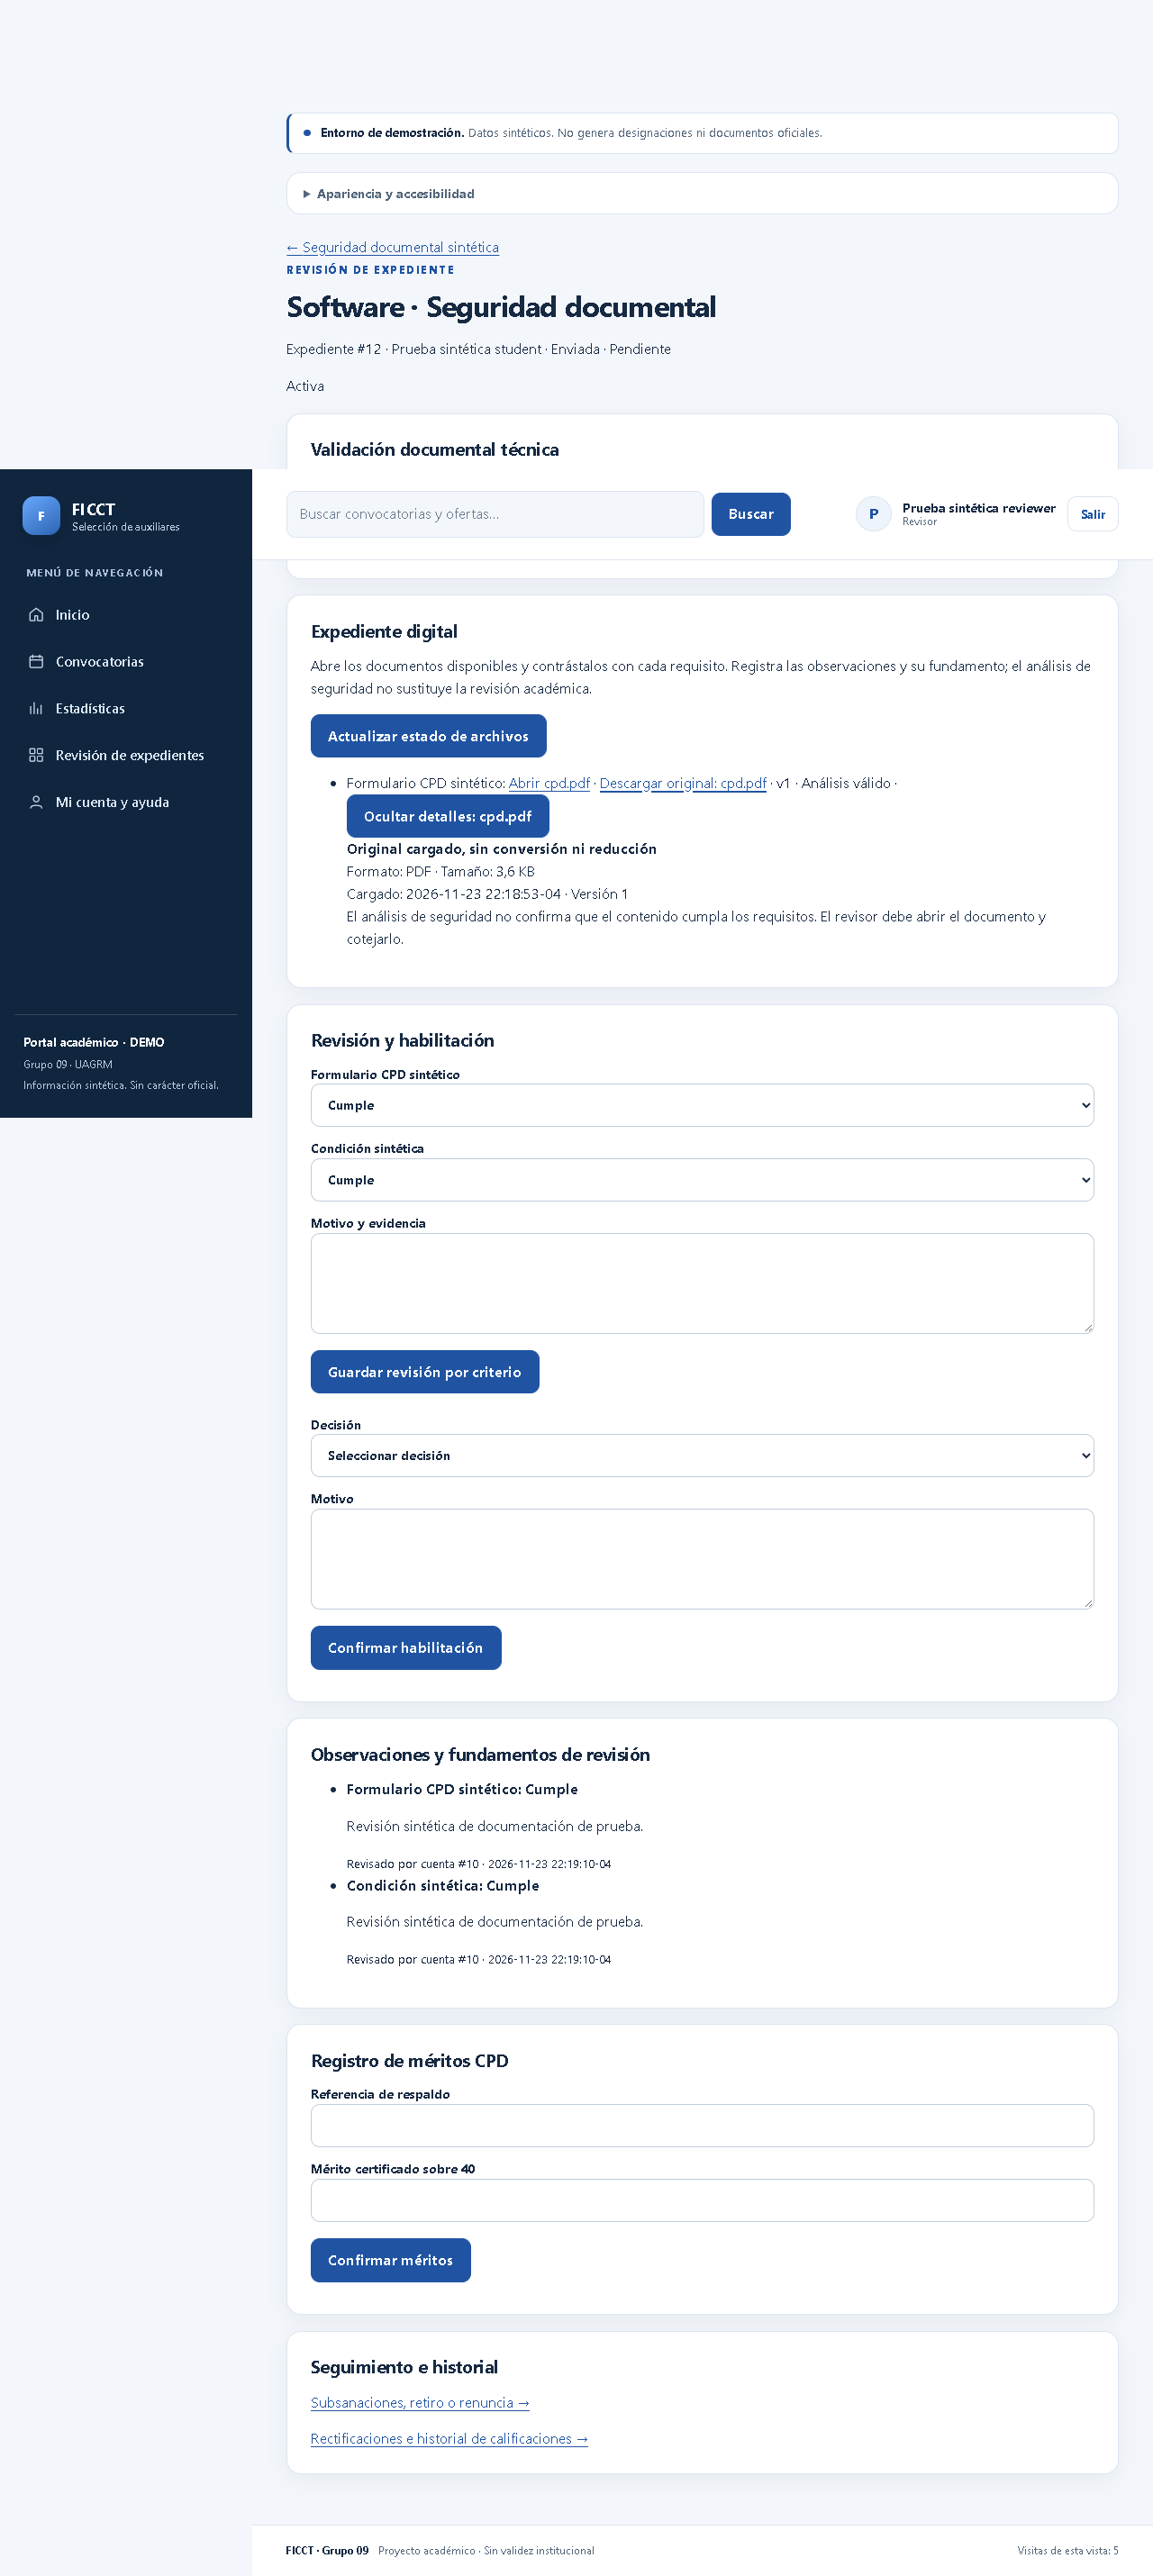 Entorno de demostración. Datos sintéticos. No genera designaciones ni documentos oficiales.
▶ Apariencia y accesibilidad
← Seguridad documental sintética
REVISIÓN DE EXPEDIENTE
Software · Seguridad documental
Expediente #12 · Prueba sintética student · Enviada · Pendiente
Activa
Validación documental técnica
F
FICCT
Selección de auxiliares
MENÚ DE NAVEGACIÓN
Inicio
Convocatorias
Estadísticas
Revisión de expedientes
Mi cuenta y ayuda
Portal académico · DEMO
Grupo 09 · UAGRM
Información sintética. Sin carácter oficial.
Buscar convocatorias y ofertas...
Buscar
P
Prueba sintética reviewer
Revisor
Salir
Expediente digital
Abre los documentos disponibles y contrástalos con cada requisito. Registra las observaciones y su fundamento; el análisis de
seguridad no sustituye la revisión académica.
Actualizar estado de archivos
• Formulario CPD sintético: Abrir cpd.pdf · Descargar original: cpd.pdf · v1 · Análisis válido ·
Ocultar detalles: cpd.pdf
Original cargado, sin conversión ni reducción
Formato: PDF · Tamaño: 3,6 KB
Cargado: 2026-11-23 22:18:53-04 · Versión 1
El análisis de seguridad no confirma que el contenido cumpla los requisitos. El revisor debe abrir el documento y
cotejarlo.
Revisión y habilitación
Formulario CPD sintético
Cumple
Condición sintética
Cumple
Motivo y evidencia
Guardar revisión por criterio
Decisión
Seleccionar decisión
Motivo
Confirmar habilitación
Observaciones y fundamentos de revisión
• Formulario CPD sintético: Cumple
Revisión sintética de documentación de prueba.
Revisado por cuenta #10 · 2026-11-23 22:19:10-04
• Condición sintética: Cumple
Revisión sintética de documentación de prueba.
Revisado por cuenta #10 · 2026-11-23 22:19:10-04
Registro de méritos CPD
Referencia de respaldo
Mérito certificado sobre 40
Confirmar méritos
Seguimiento e historial
Subsanaciones, retiro o renuncia →
Rectificaciones e historial de calificaciones →
FICCT · Grupo 09 Proyecto académico · Sin validez institucional
Visitas de esta vista: 5